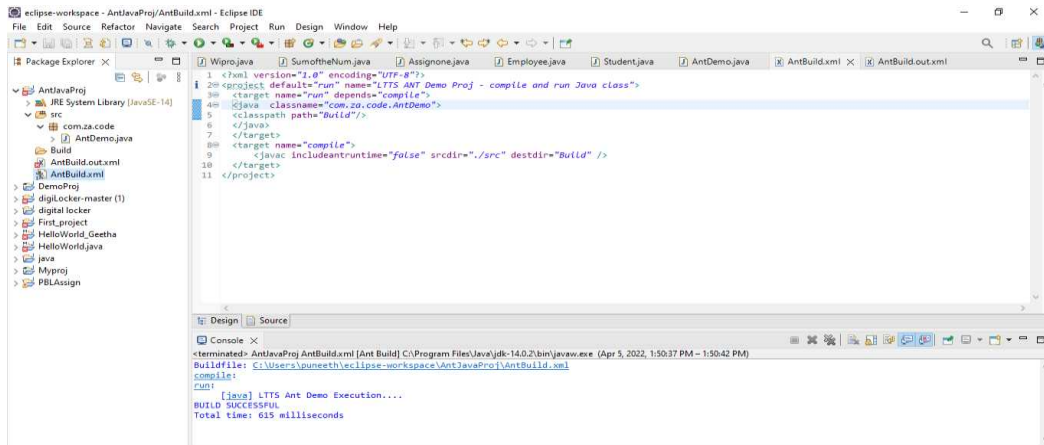 eclipse-workspace - AntJavaProj/AntBuild.xml - Eclipse IDE
File Edit Source Refactor Navigate Search Project Run Design Window Help
Package Explorer
AntJavaProj
JRE System Library [JavaSE-14]
src
com.za.code
AntDemo.java
Build
AntBuild.out.xml
AntBuild.xml
DemoProj
digiLocker-master (1)
digital locker
First_project
HelloWorld_Geetha
HelloWorld.java
java
Myproj
PBLAssign
Wipro.java SumoftheNum.java Assignone.java Employee.java Student.java AntDemo.java AntBuild.xml AntBuild.out.xml
1 <?xml version="1.0" encoding="UTF-8"?>
2 <project default="run" name="LTTS ANT Demo Proj - compile and run Java class">
3 <target name="run" depends="compile">
4 <java classname="com.za.code.AntDemo">
5 <classpath path="Build"/>
6 </java>
7 </target>
8 <target name="compile">
9 <javac includeantruntime="false" srcdir="./src" destdir="Build" />
10 </target>
11 </project>
Design Source
Console
<terminated> AntJavaProj AntBuild.xml [Ant Build] C:\Program Files\Java\jdk-14.0.2\bin\javaw.exe (Apr 5, 2022, 1:50:37 PM – 1:50:42 PM)
Buildfile: C:\Users\puneeth\eclipse-workspace\AntJavaProj\AntBuild.xml
compile:
run:
[java] LTTS Ant Demo Execution....
BUILD SUCCESSFUL
Total time: 615 milliseconds